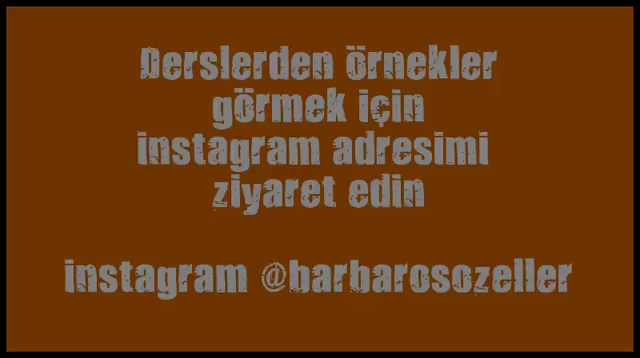 Derslerden örnekler
görmek için
instagram adresimi
ziyaret edin
instagram @barbarosozeller